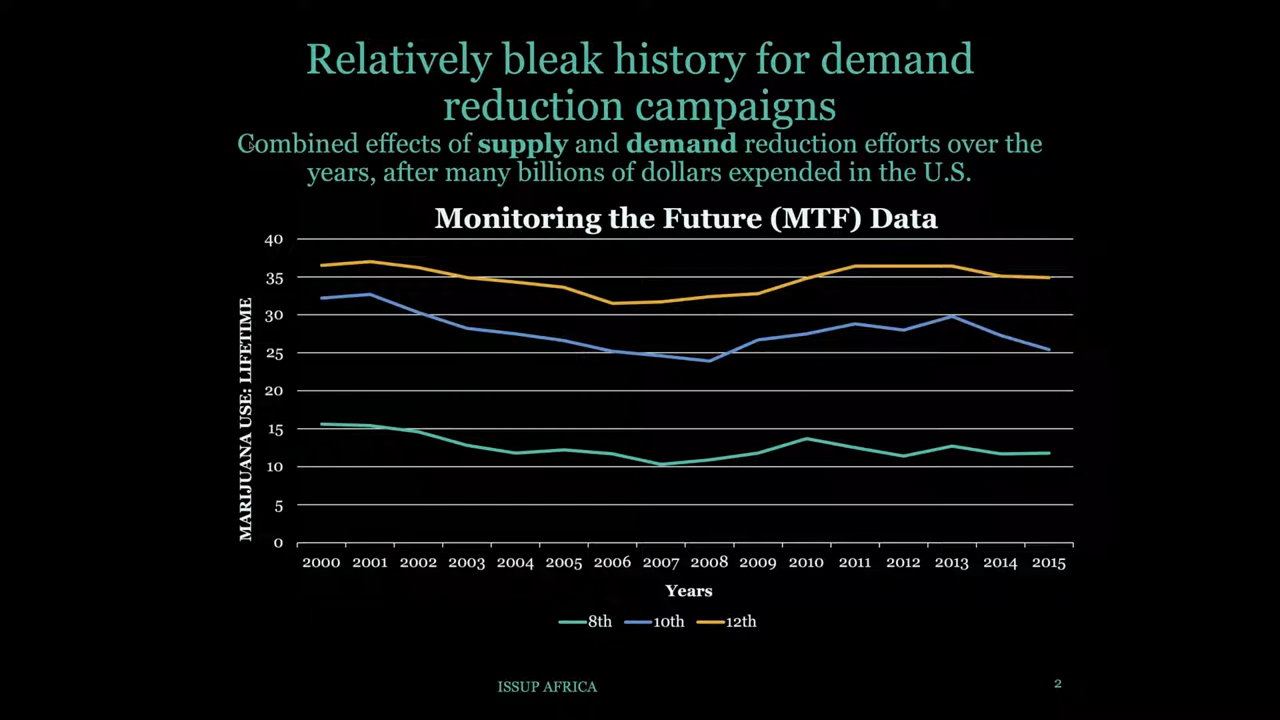 Relatively bleak history for demand
reduction campaigns
Combined effects of supply and demand reduction efforts over the
years, after many billions of dollars expended in the U.S.
Monitoring the Future (MTF) Data
MARIJUANA USE: LIFETIME
40
35
30
25
20
15
10
5
0
2000 2001 2002 2003 2004 2005 2006 2007 2008 2009 2010 2011 2012 2013 2014 2015
Years
8th 10th 12th
ISSUP AFRICA
2